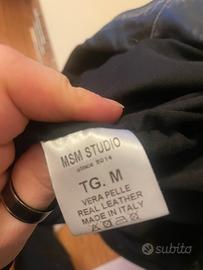 MSM STUDIO
since 2014
TG. M
VERA PELLE
REAL LEATHER
MADE IN ITALY
subito